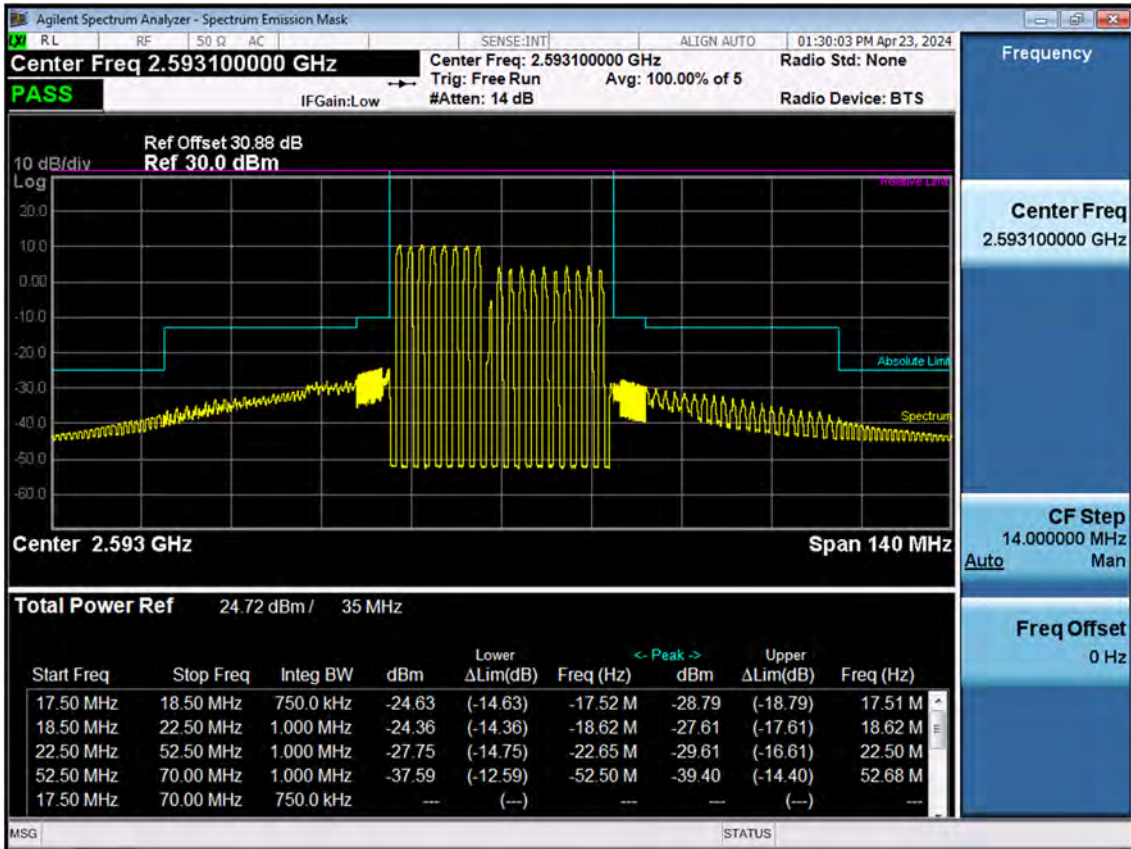 Agilent Spectrum Analyzer - Spectrum Emission Mask
LXI RL RF 50 Ω AC SENSE:INT ALIGN AUTO 01:30:03 PM Apr 23, 2024
Center Freq 2.593100000 GHz
Center Freq: 2.593100000 GHz Radio Std: None
Trig: Free Run Avg: 100.00% of 5
PASS IFGain:Low #Atten: 14 dB Radio Device: BTS
Ref Offset 30.88 dB
10 dB/div Ref 30.0 dBm
Log
Relative Limit
20.0
10.0
0.00
-10.0
-20.0
Absolute Limit
-30.0
-40.0
Spectrum
-50.0
-60.0
Center 2.593 GHz Span 140 MHz
Total Power Ref 24.72 dBm / 35 MHz
Lower <- Peak -> Upper
Start Freq Stop Freq Integ BW dBm ΔLim(dB) Freq (Hz) dBm ΔLim(dB) Freq (Hz)
17.50 MHz 18.50 MHz 750.0 kHz -24.63 (-14.63) -17.52 M -28.79 (-18.79) 17.51 M
18.50 MHz 22.50 MHz 1.000 MHz -24.36 (-14.36) -18.62 M -27.61 (-17.61) 18.62 M
22.50 MHz 52.50 MHz 1.000 MHz -27.75 (-14.75) -22.65 M -29.61 (-16.61) 22.50 M
52.50 MHz 70.00 MHz 1.000 MHz -37.59 (-12.59) -52.50 M -39.40 (-14.40) 52.68 M
17.50 MHz 70.00 MHz 750.0 kHz --- (---) --- --- (---) ---
MSG STATUS
Frequency
Center Freq
2.593100000 GHz
CF Step
14.000000 MHz
Auto Man
Freq Offset
0 Hz